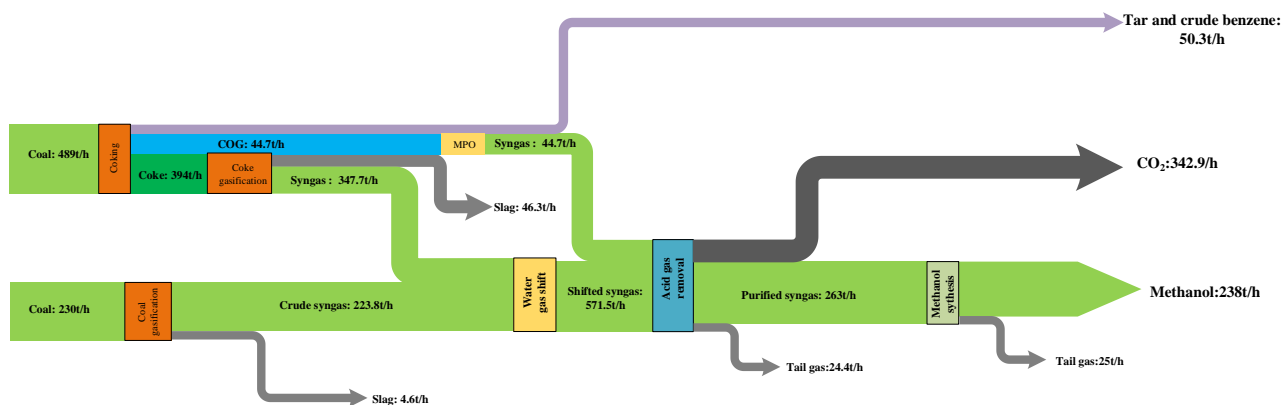 Tar and crude benzene:
50.3t/h
Coal: 489t/h
Coking
COG: 44.7t/h
MPO
Syngas : 44.7t/h
Coke: 394t/h
Coke
gasification
Syngas : 347.7t/h
Slag: 46.3t/h
CO₂:342.9/h
Coal: 230t/h
Coal
gasification
Crude syngas: 223.8t/h
Water
gas shift
Shifted syngas:
571.5t/h
Acid gas
removal
Purified syngas: 263t/h
Methanol
sythesis
Methanol:238t/h
Tail gas:24.4t/h
Tail gas:25t/h
Slag: 4.6t/h